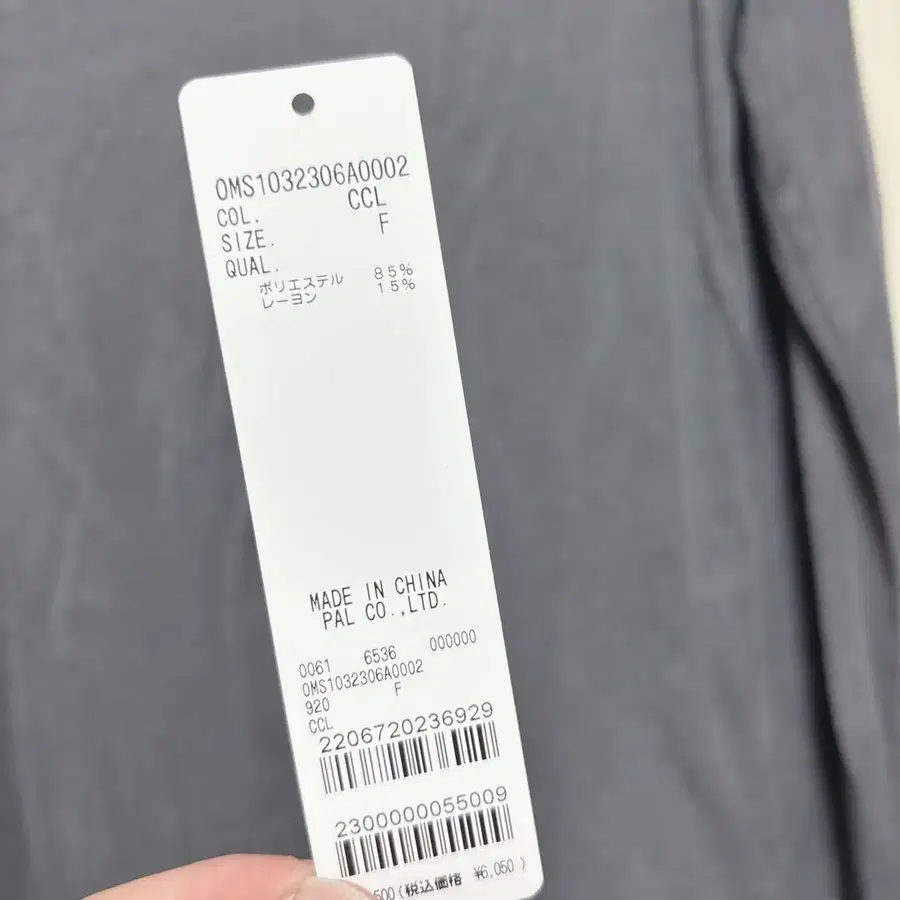 OMS1032306A0002
COL. CCL
SIZE. F
QUAL.
ポリエステル 85%
レーヨン 15%
MADE IN CHINA
PAL CO.,LTD.
0061 6536 000000
OMS1032306A0002
920 F
CCL
2206720236929
2300000055009
500(税込価格 ¥6,050 )